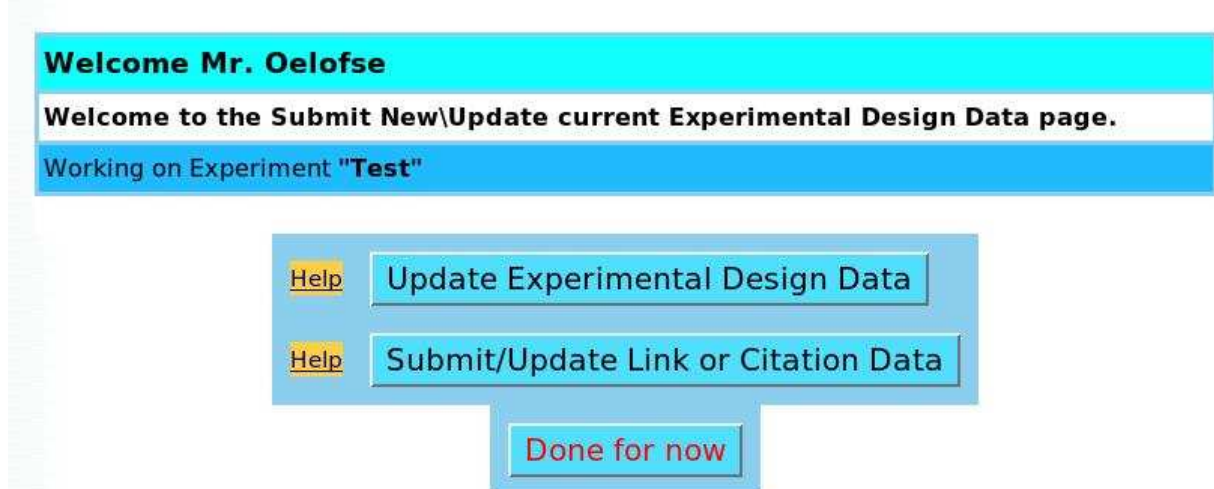 Welcome Mr. Oelofse
Welcome to the Submit New\Update current Experimental Design Data page.
Working on Experiment "Test"
Help Update Experimental Design Data
Help Submit/Update Link or Citation Data
Done for now